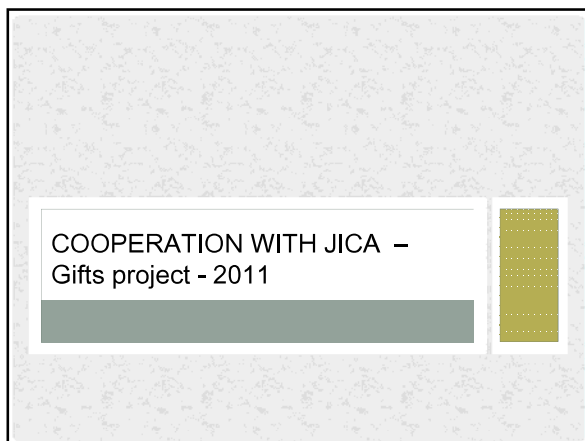 COOPERATION WITH JICA –
Gifts project - 2011